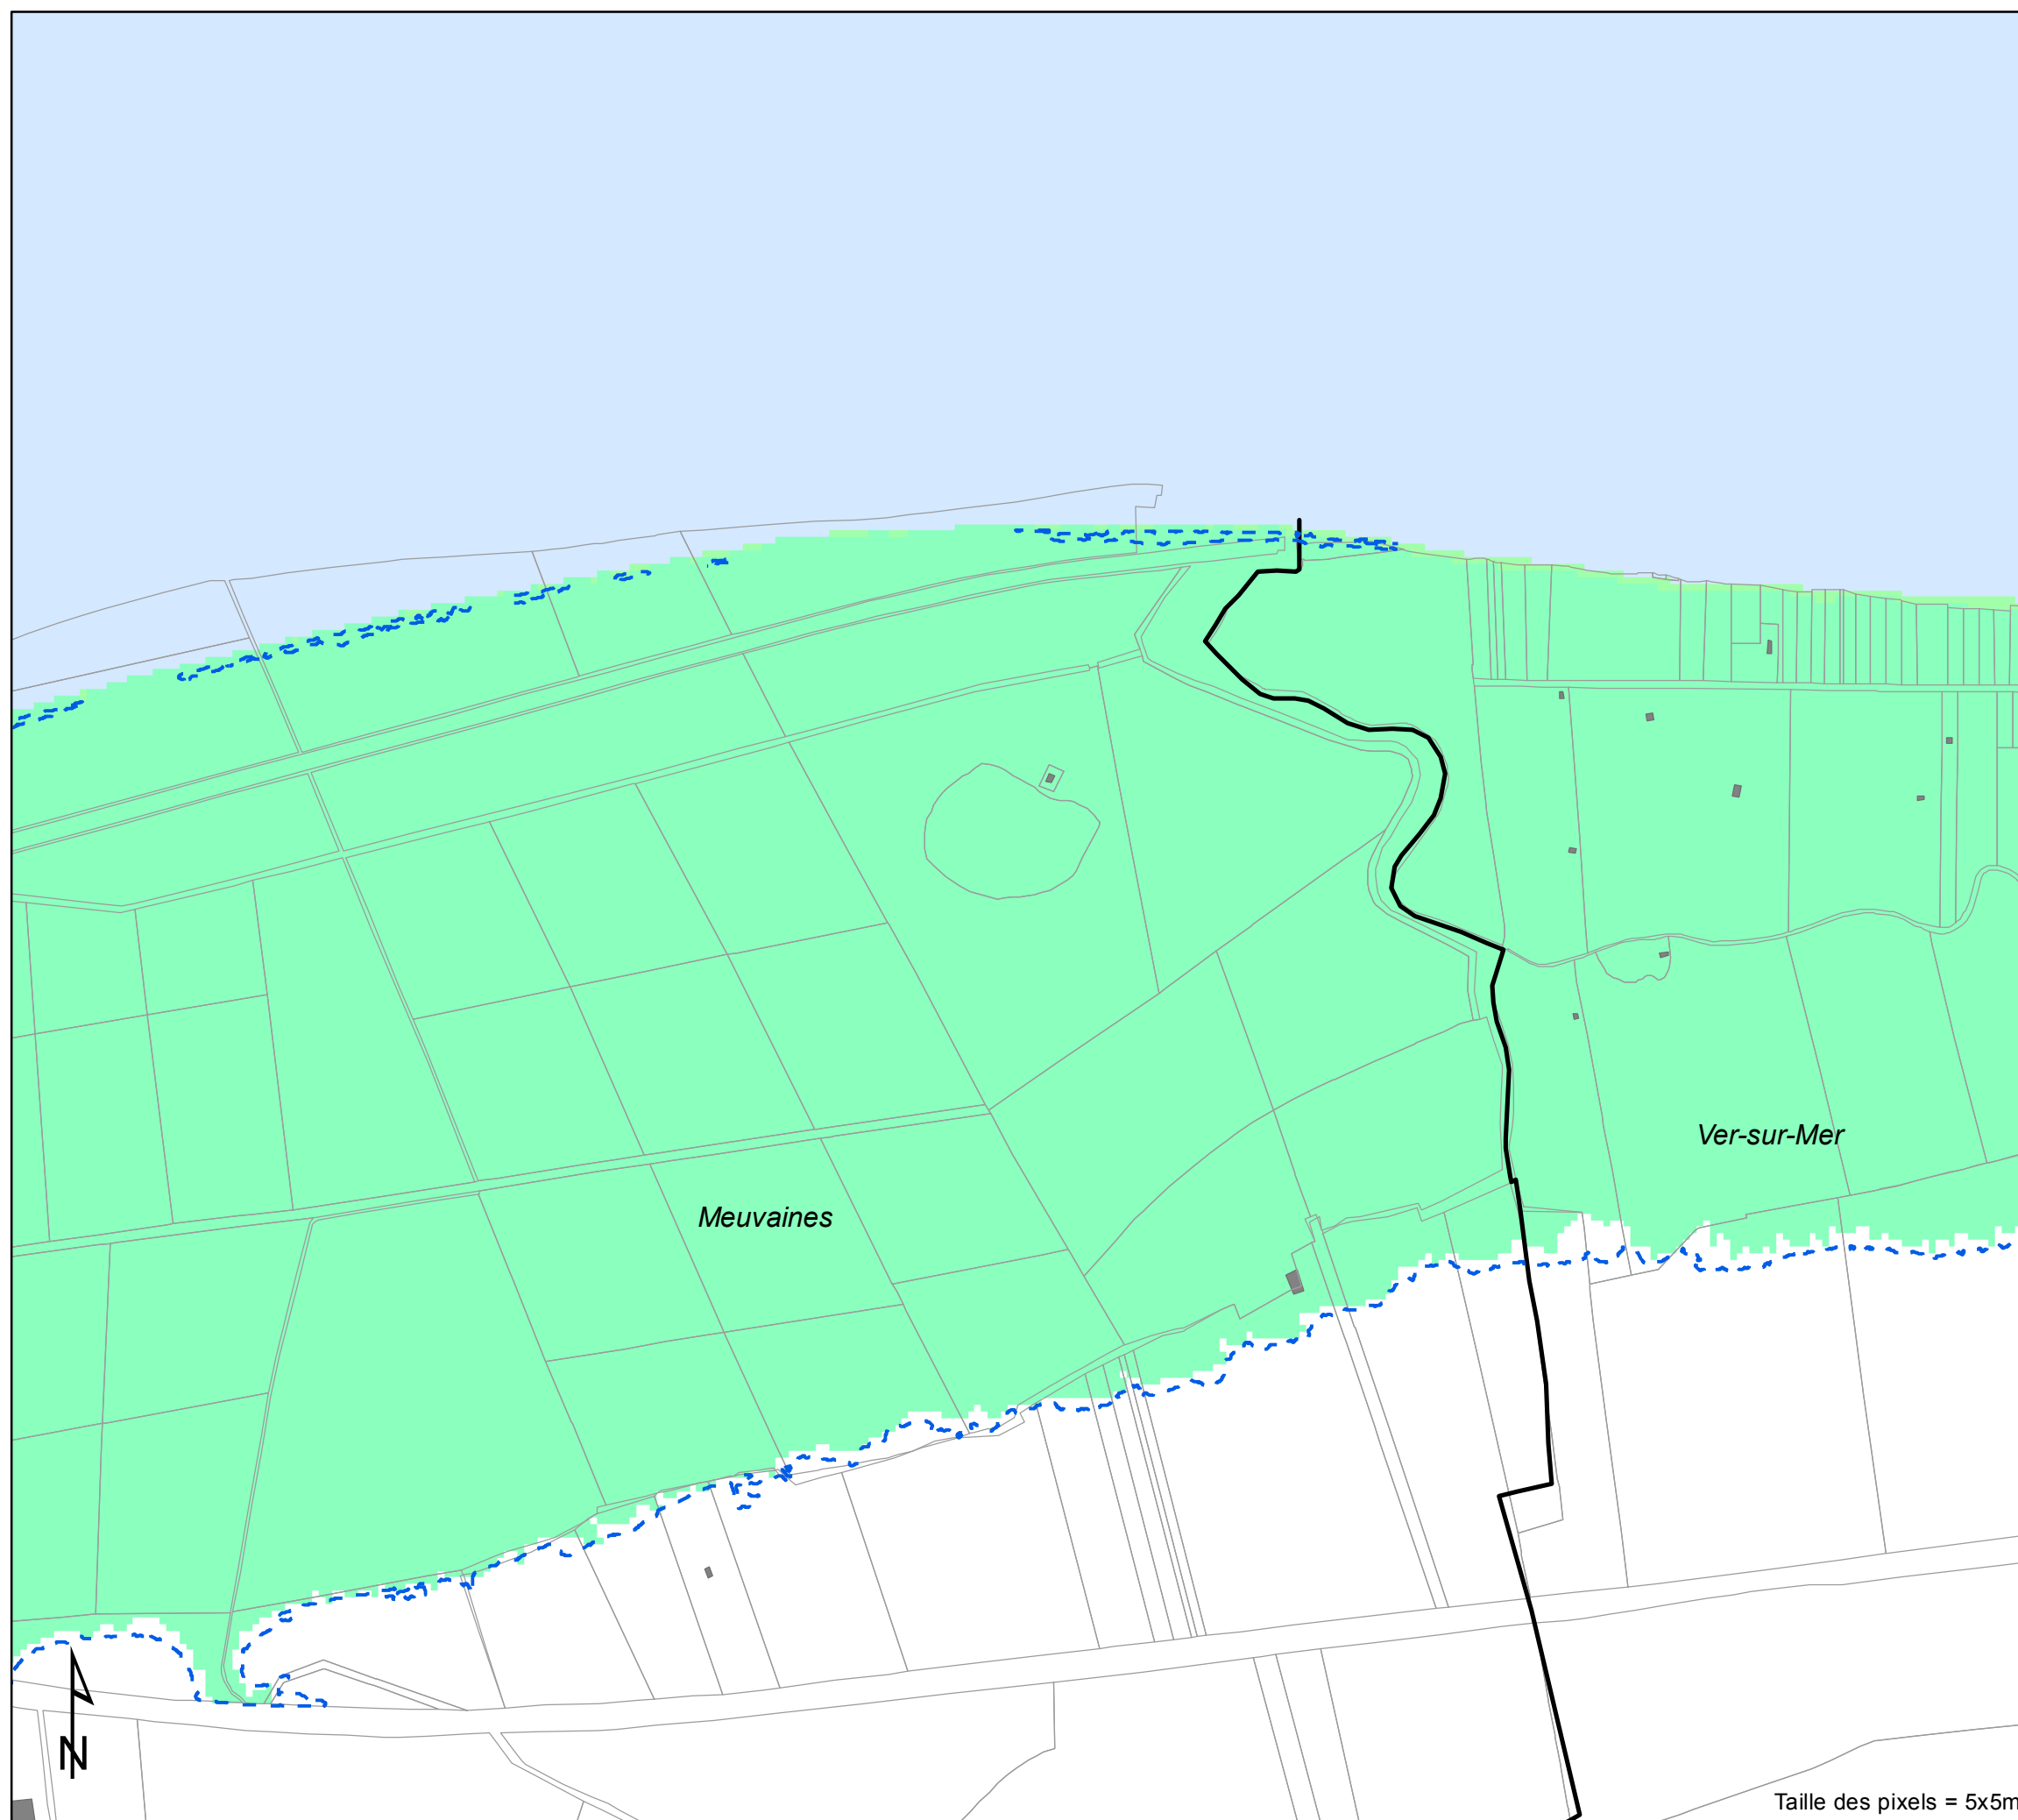 Ver-sur-Mer
Meuvaines
N
Taille des pixels = 5x5m